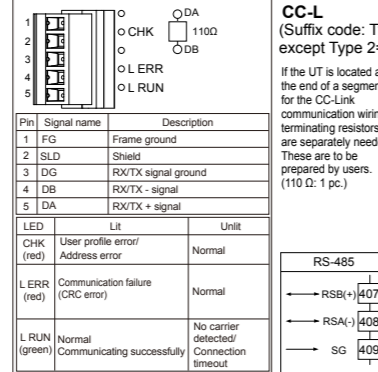 1
2
3
4
5
CHK
L ERR
L RUN
DA
110Ω
DB
Pin Signal name Description
1 FG Frame ground
2 SLD Shield
3 DG RX/TX signal ground
4 DB RX/TX - signal
5 DA RX/TX + signal
LED Lit Unlit
CHK (red) User profile error/ Address error Normal
L ERR (red) Communication failure (CRC error) Normal
L RUN (green) Normal Communicating successfully No carrier detected/ Connection timeout
CC-L
(Suffix code: T
except Type 2=
If the UT is located
the end of a
for the CC-Link
communication
terminating resistors
are separately
These are to be
prepared by users.
(110 Ω: 1 pc.)
RS-485
RSB(+) 407
RSA(-) 408
SG 409